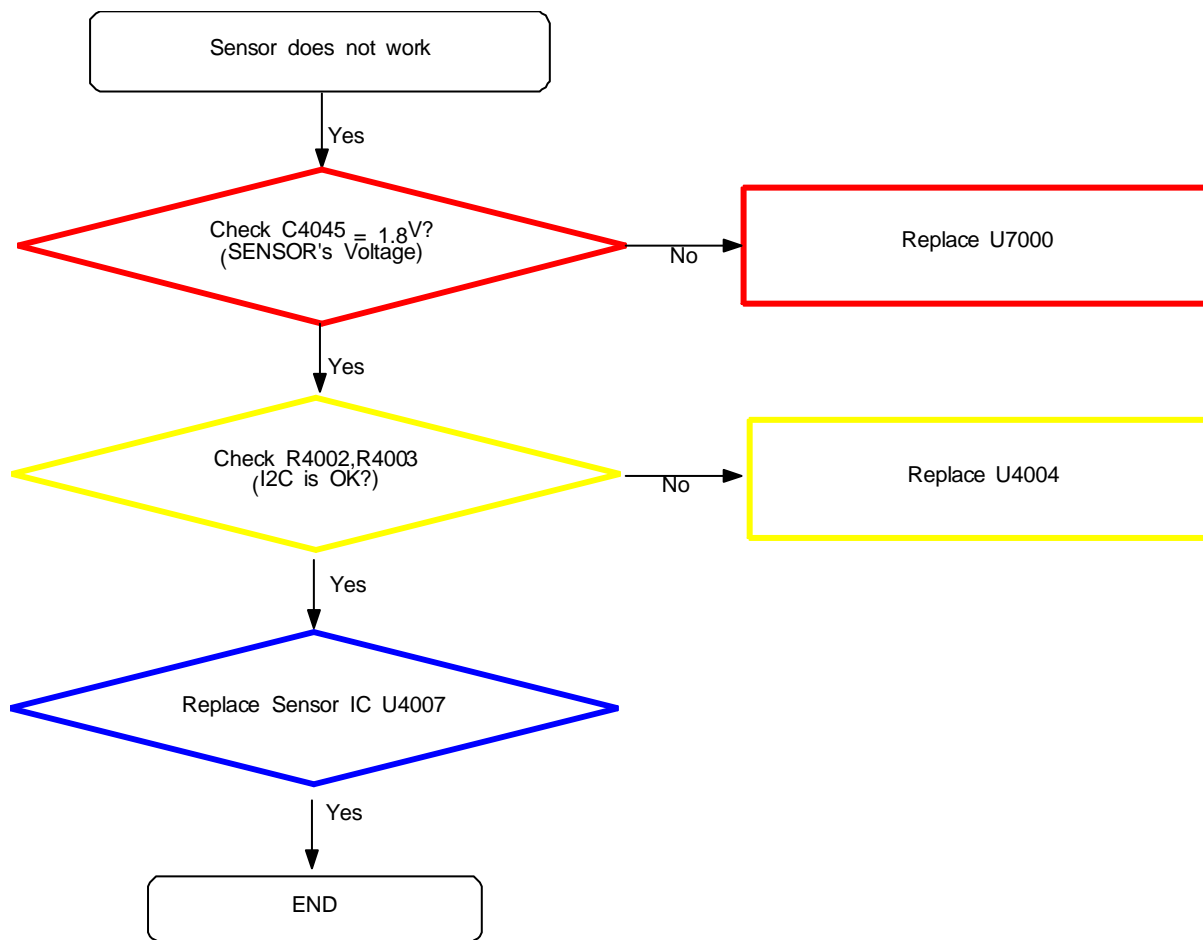 Sensor does not work
Yes
Check C4045 = 1.8V?
(SENSOR's Voltage)
No
Replace U7000
Yes
Check R4002,R4003
(I2C is OK?)
No
Replace U4004
Yes
Replace Sensor IC U4007
Yes
END